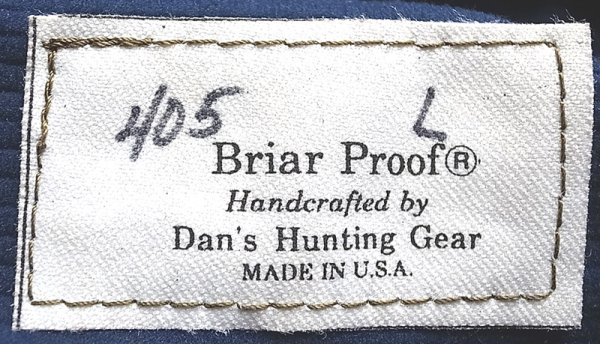 405 L
Briar Proof®
Handcrafted by
Dan's Hunting Gear
MADE IN U.S.A.